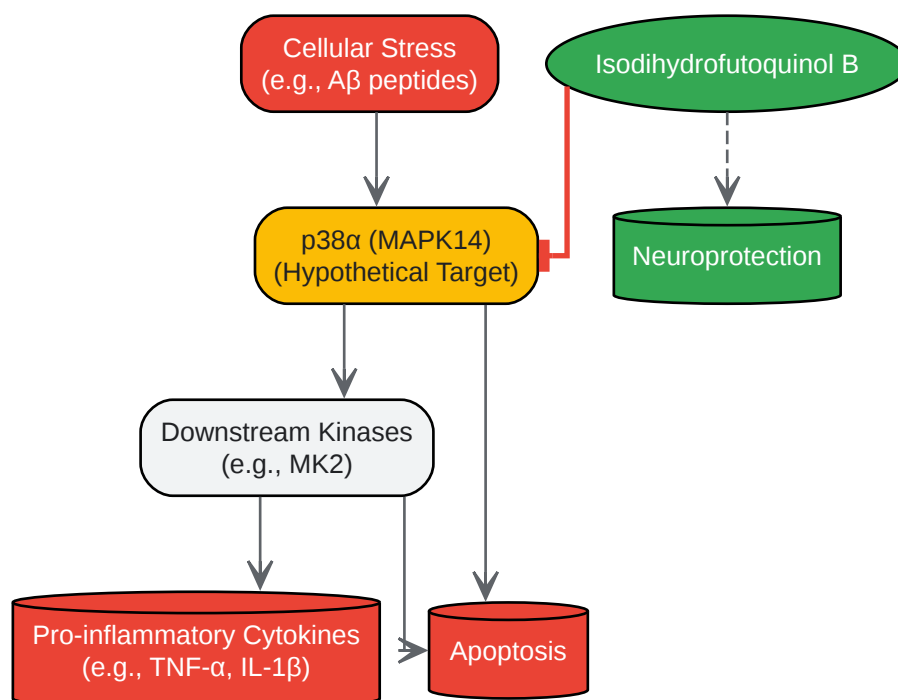 Cellular Stress
(e.g., Aβ peptides)
Isodihydrofutoquinol B
p38α (MAPK14)
(Hypothetical Target)
Neuroprotection
Downstream Kinases
(e.g., MK2)
Pro-inflammatory Cytokines
(e.g., TNF-α, IL-1β)
Apoptosis